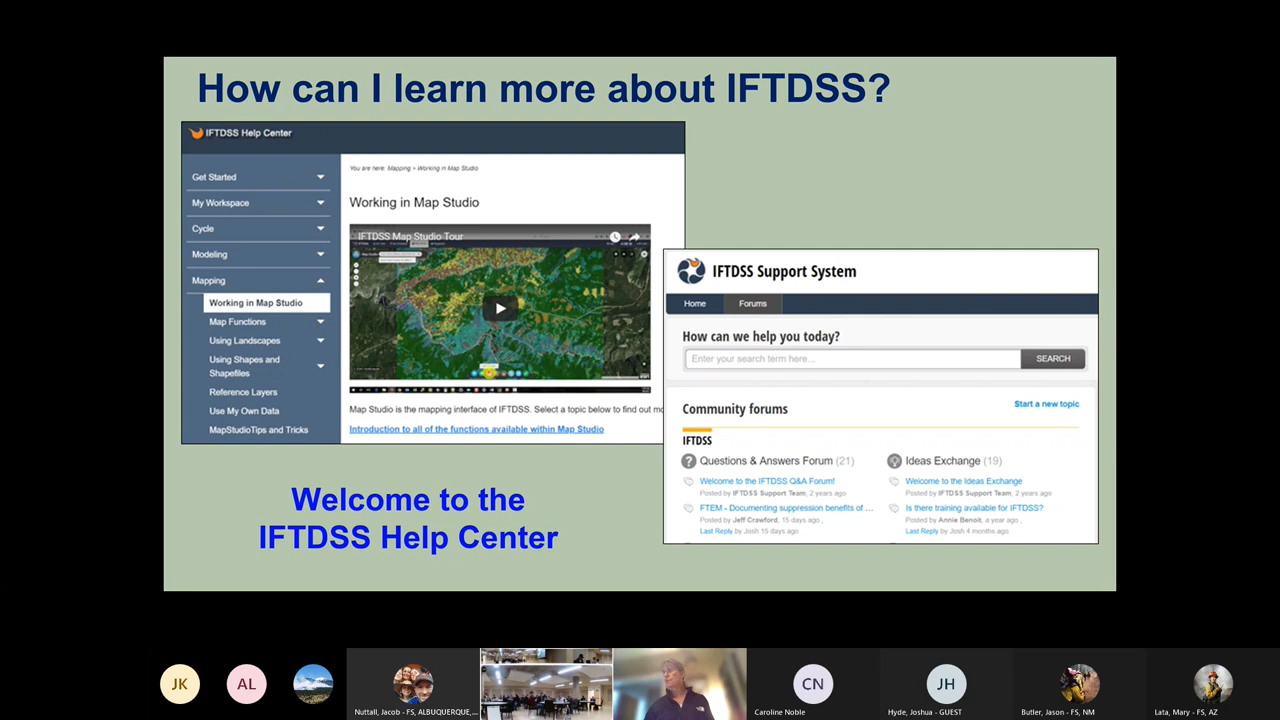 How can I learn more about IFTDSS?
IFTDSS Help Center
Get Started
My Workspace
Cycle
Modeling
Mapping
Working in Map Studio
Map Functions
Using Landscapes
Using Shapes and
Shapefiles
Reference Layers
Use My Own Data
MapStudioTips and Tricks
You are here: Mapping > Working in Map Studio
Working in Map Studio
IFTDSS Map Studio Tour
Map Studio is the mapping interface of IFTDSS. Select a topic below to find out mo
Introduction to all of the functions available within Map Studio
Welcome to the
IFTDSS Help Center
IFTDSS Support System
Home Forums
How can we help you today?
Enter your search term here... SEARCH
Community forums Start a new topic
IFTDSS
Questions & Answers Forum (21)
Welcome to the IFTDSS Q&A Forum!
Posted by IFTDSS Support Team, 2 years ago
FTEM - Documenting suppression benefits of ...
Posted by Jeff Crawford, 15 days ago ,
Last Reply by Josh 15 days ago
Ideas Exchange (19)
Welcome to the Ideas Exchange
Posted by IFTDSS Support Team, 2 years ago
Is there training available for IFTDSS?
Posted by Annie Benoit, a year ago ,
Last Reply by Josh 4 months ago
JK
AL
Nuttall, Jacob - FS, ALBUQUERQUE,...
CN
Caroline Noble
JH
Hyde, Joshua - GUEST
Butler, Jason - FS, NM
Lata, Mary - FS, AZ